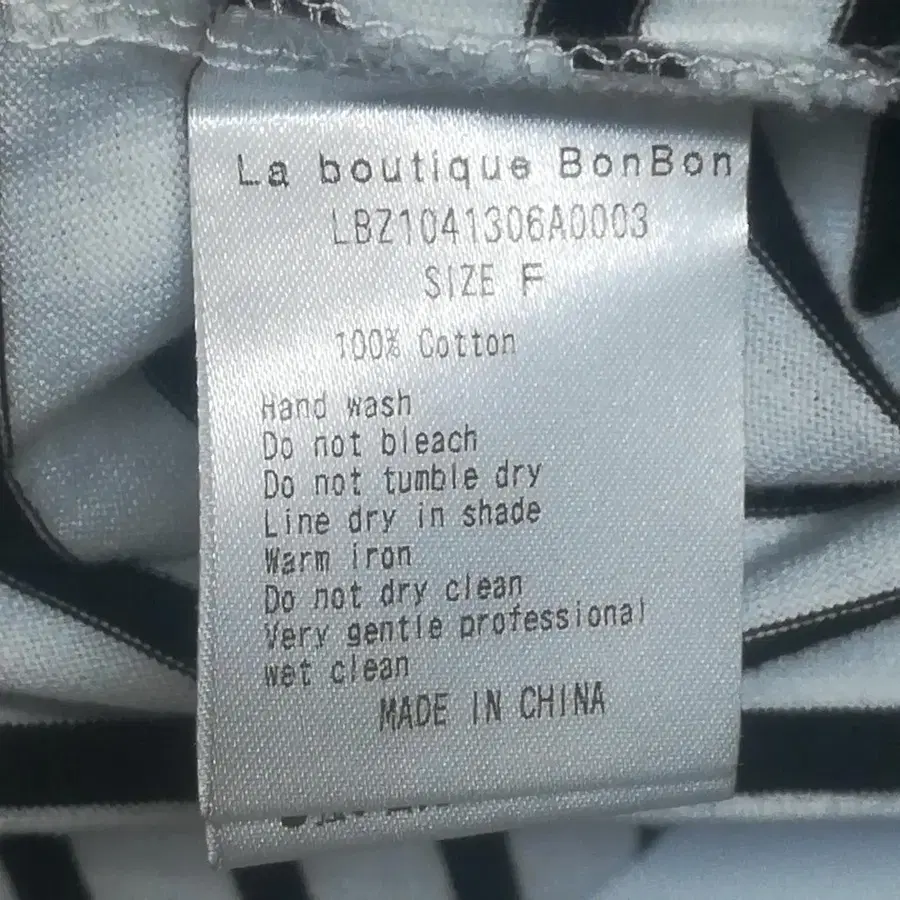 La boutique BonBon
LBZ1041306A0003
SIZE F
100% Cotton
Hand wash
Do not bleach
Do not tumble dry
Line dry in shade
Warm iron
Do not dry clean
Very gentle professional
wet clean
MADE IN CHINA